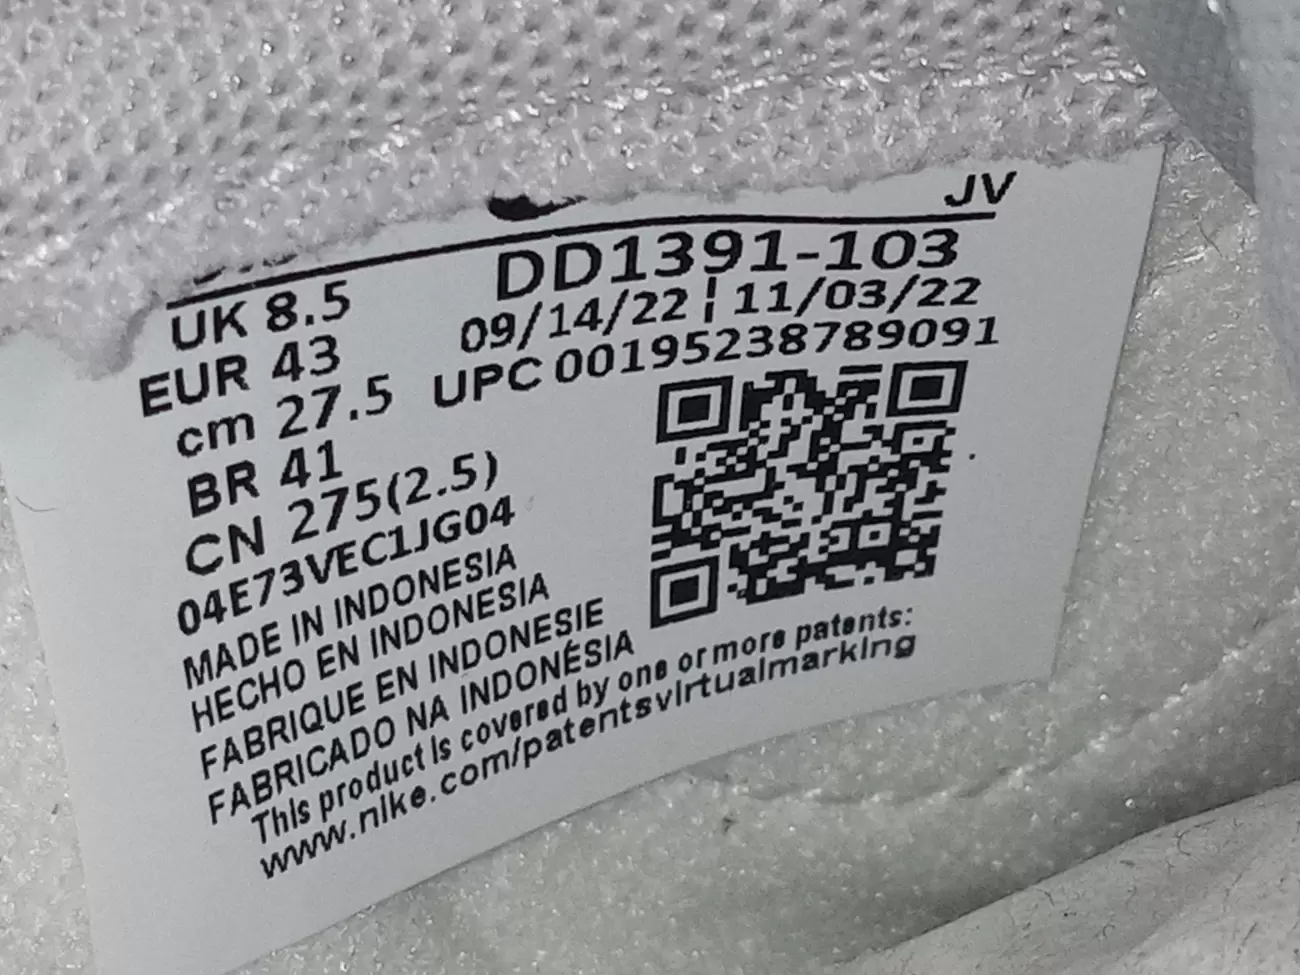 JV
UK 8.5
DD1391-103
EUR 43
09/14/22 ¦ 11/03/22
cm 27.5
UPC 00195238789091
BR 41
CN 275(2.5)
04E73VEC1JG04
MADE IN INDONESIA
HECHO EN INDONESIA
FABRIQUE EN INDONESIE
FABRICADO NA INDONÉSIA
This product is covered by one or more patents:
www.nike.com/patentsvirtualmarking